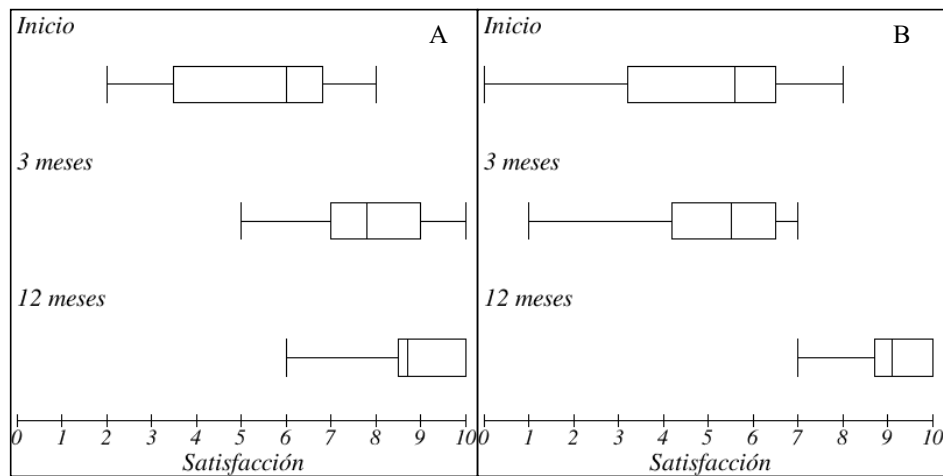 Inicio
A
3 meses
12 meses
0 1 2 3 4 5 6 7 8 9 10
Satisfacción
Inicio
B
3 meses
12 meses
0 1 2 3 4 5 6 7 8 9 10
Satisfacción